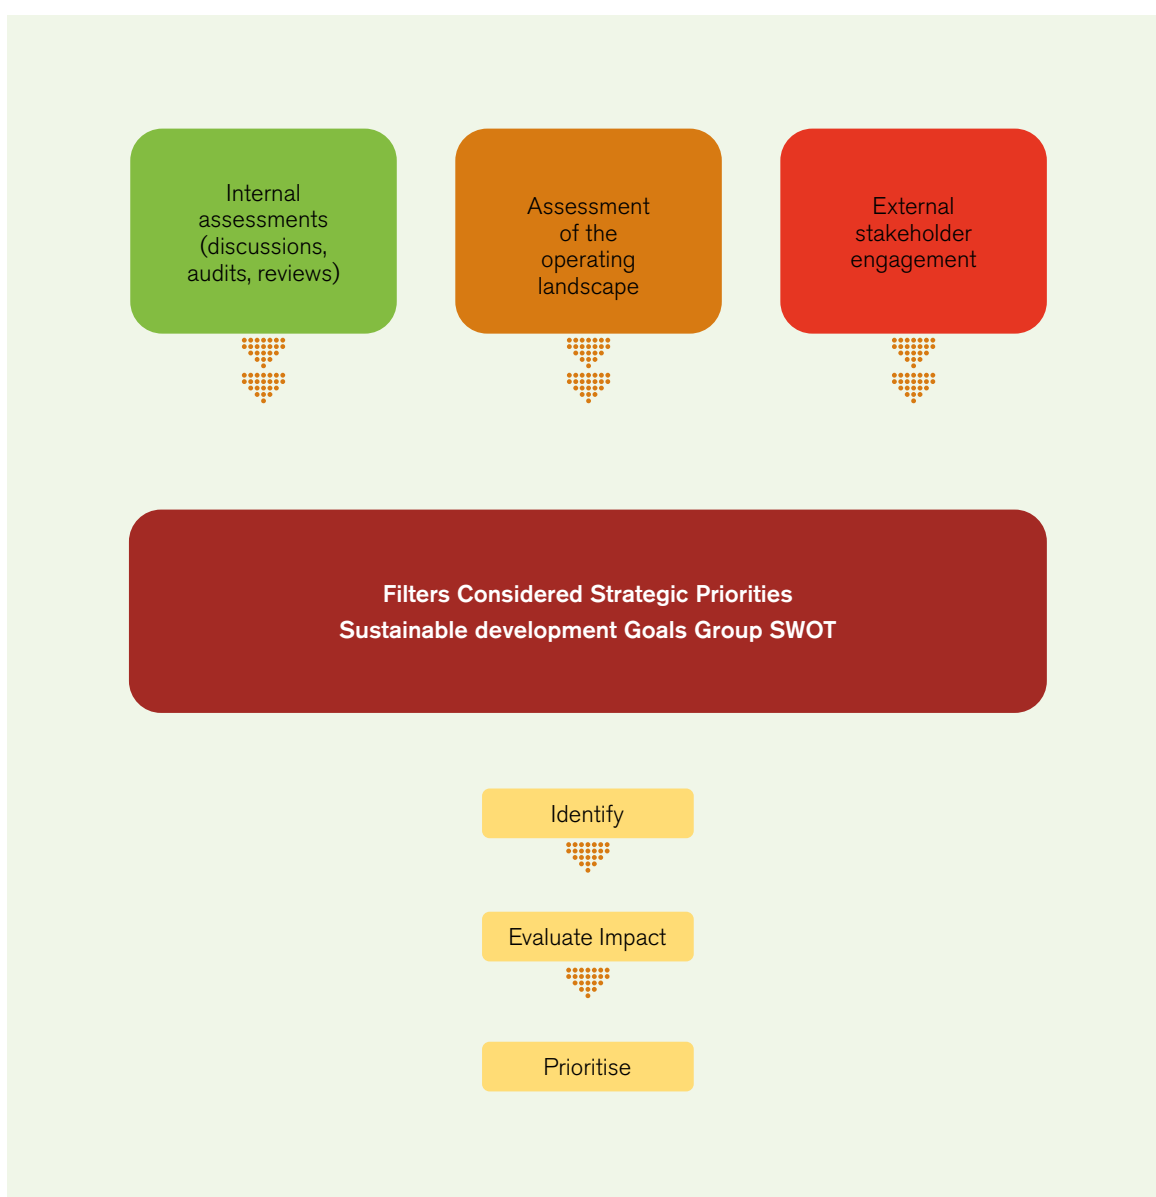 Internal
assessments
(discussions,
audits, reviews)
Assessment
of the
operating
landscape
External
stakeholder
engagement
Filters Considered Strategic Priorities
Sustainable development Goals Group SWOT
Identify
Evaluate Impact
Prioritise